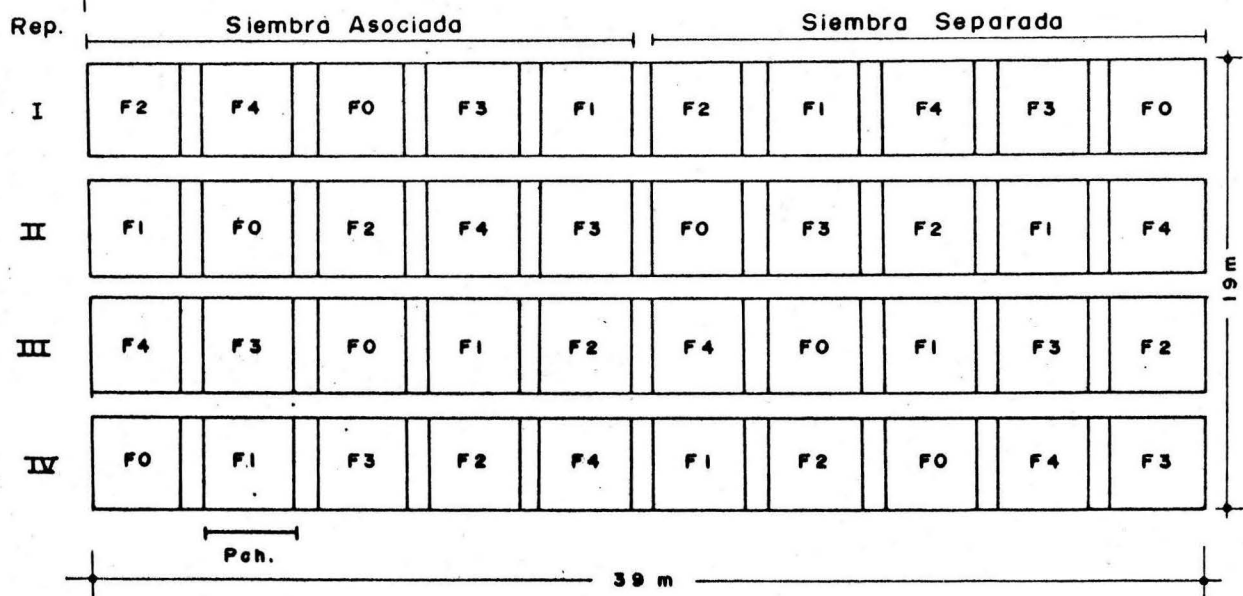 Rep. Siembra Asociada Siembra Separada
I F2 F4 F0 F3 F1 F2 F1 F4 F3 F0
II F1 F0 F2 F4 F3 F0 F3 F2 F1 F4
19 m
III F4 F3 F0 F1 F2 F4 F0 F1 F3 F2
IV F0 F1 F3 F2 F4 F1 F2 F0 F4 F3
Pch.
39 m